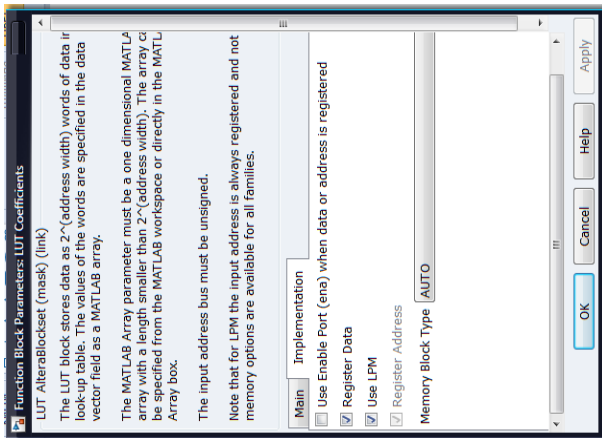 Function Block Parameters: LUT Coefficients
LUT AlteraBlockset (mask) (link)
The LUT block stores data as 2^(address width) words of data in
look-up table. The values of the words are specified in the data
vector field as a MATLAB array.
The MATLAB Array parameter must be a one dimensional MATLA
array with a length smaller than 2^(address width). The array ca
be specified from the MATLAB workspace or directly in the MATL
Array box.
The input address bus must be unsigned.
Note that for LPM the input address is always registered and not
memory options are available for all families.
Main Implementation
Use Enable Port (ena) when data or address is registered
Register Data
Use LPM
Register Address
Memory Block Type AUTO
OK Cancel Help Apply